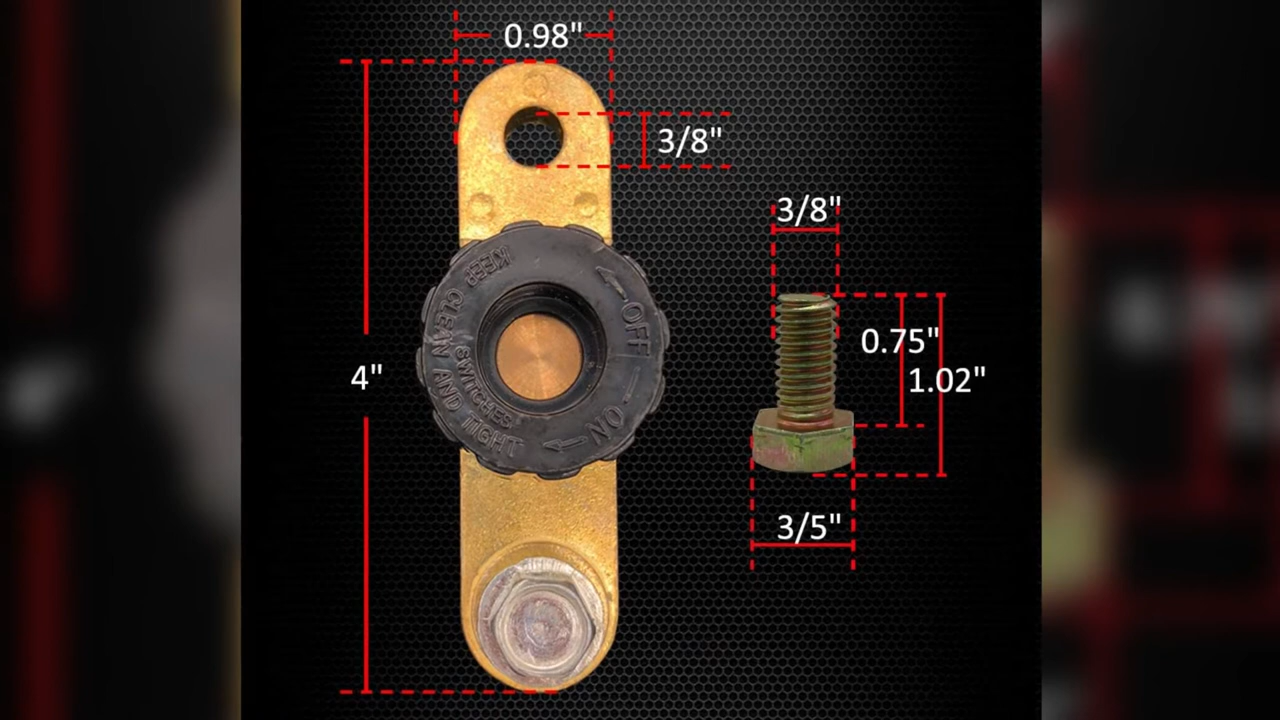 0.98"
3/8"
4"
KEEP CLEAN AND TIGHT
SWITCHES
OFF
NO
3/8"
0.75"
1.02"
3/5"